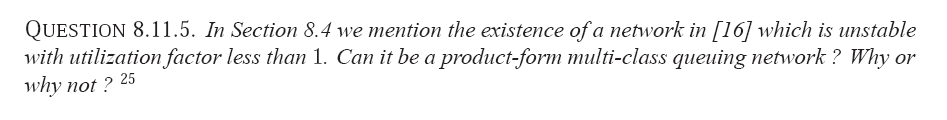 QUESTION 8.11.5. In Section 8.4 we mention the existence of a network in [16] which is unstable
with utilization factor less than 1. Can it be a product-form multi-class queuing network ? Why or
why not ? 25